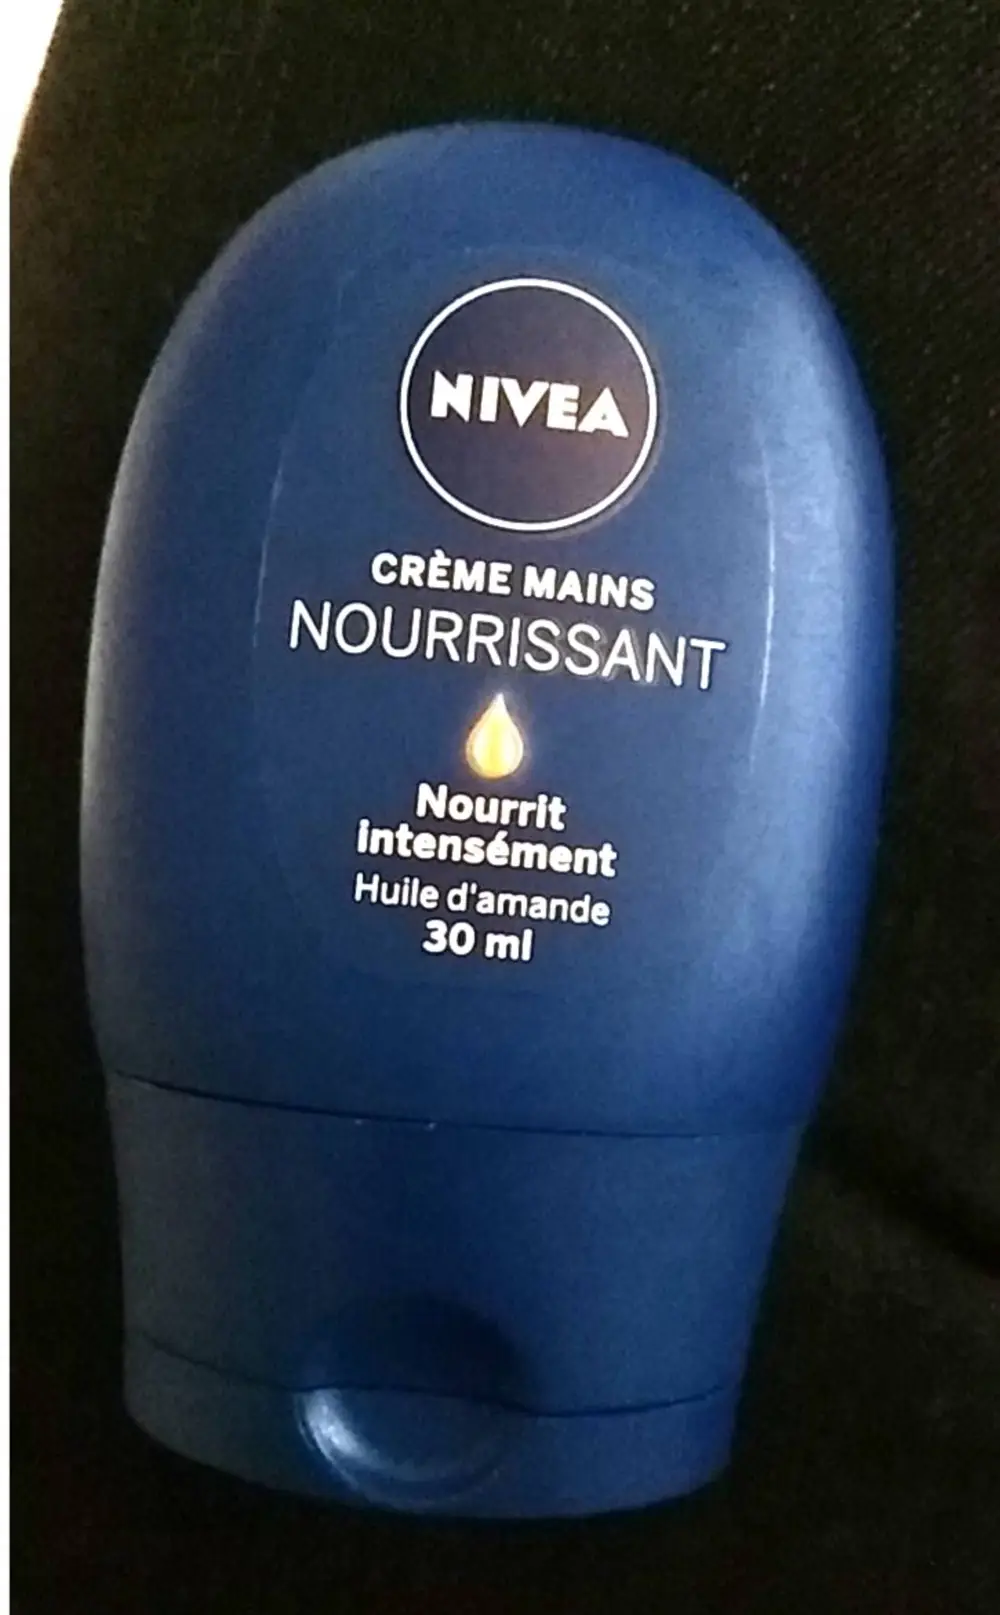 NIVEA
CRÈME MAINS
NOURRISSANT
Nourrit
intensément
Huile d'amande
30 ml